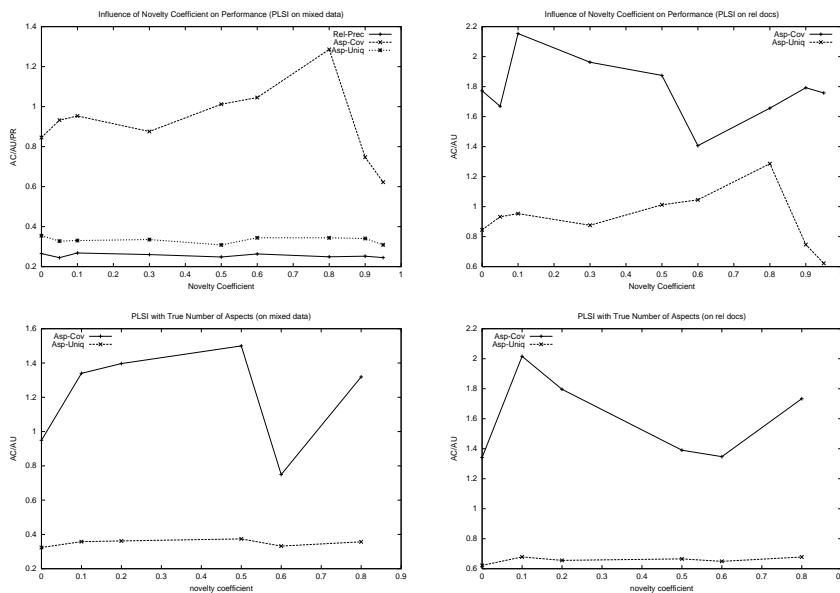 Influence of Novelty Coefficient on Performance (PLSI on mixed data)
Rel-Prec
Asp-Cov
Asp-Uniq
AC/AU/PR
1.4
1.2
1
0.8
0.6
0.4
0.2
0 0.1 0.2 0.3 0.4 0.5 0.6 0.7 0.8 0.9 1
Novelty Coefficient
Influence of Novelty Coefficient on Performance (PLSI on rel docs)
Asp-Cov
Asp-Uniq
AC/AU
2.2
2
1.8
1.6
1.4
1.2
1
0.8
0.6
0 0.1 0.2 0.3 0.4 0.5 0.6 0.7 0.8 0.9
Novelty Coefficient
PLSI with True Number of Aspects (on mixed data)
Asp-Cov
Asp-Uniq
AC/AU
1.6
1.4
1.2
1
0.8
0.6
0.4
0.2
0 0.1 0.2 0.3 0.4 0.5 0.6 0.7 0.8 0.9
novelty coefficient
PLSI with True Number of Aspects (on rel docs)
Asp-Cov
Asp-Uniq
AC/AU
2.2
2
1.8
1.6
1.4
1.2
1
0.8
0.6
0 0.1 0.2 0.3 0.4 0.5 0.6 0.7 0.8
novelty coefficient